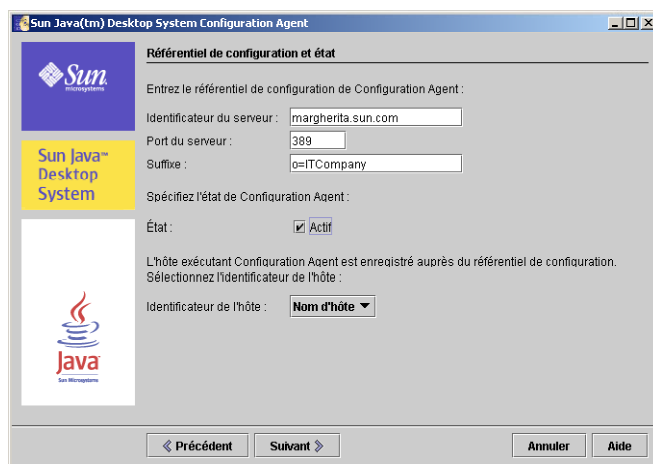 Sun Java(tm) Desktop System Configuration Agent
Sun
microsystems
Sun Java™
Desktop
System
Java
Sun Microsystems
Référentiel de configuration et état
Entrez le référentiel de configuration de Configuration Agent :
Identificateur du serveur : margherita.sun.com
Port du serveur : 389
Suffixe : o=ITCompany
Spécifiez l'état de Configuration Agent :
État : Actif
L'hôte exécutant Configuration Agent est enregistré auprès du référentiel de configuration.
Sélectionnez l'identificateur de l'hôte :
Identificateur de l'hôte : Nom d'hôte
Précédent Suivant Annuler Aide